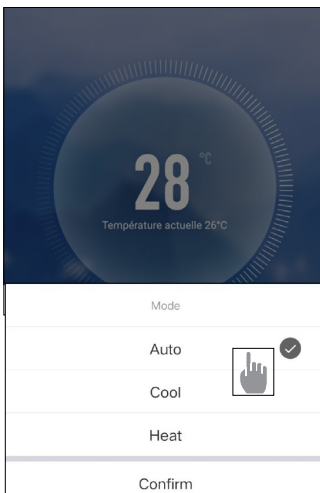 28 °C
Température actuelle 26°C
Mode
Auto
Cool
Heat
Confirm